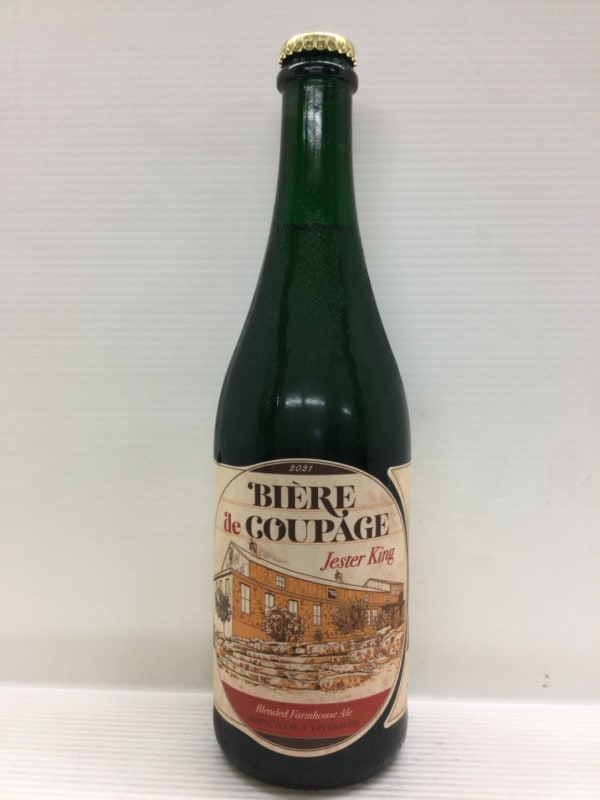 2021
BIÈRE
de COUPAGE
Jester King
Blended Farmhouse Ale